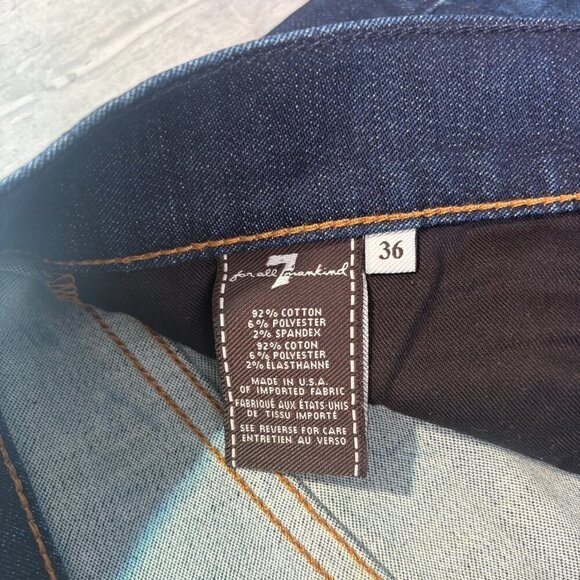 7
for all mankind
36
92% COTTON
6% POLYESTER
2% SPANDEX
92% COTON
6% POLYESTER
2% ÉLASTHANNE
MADE IN U.S.A.
OF IMPORTED FABRIC
FABRIQUÉ AUX ÉTATS-UNIS
DE TISSU IMPORTÉ
SEE REVERSE FOR CARE
ENTRETIEN AU VERSO